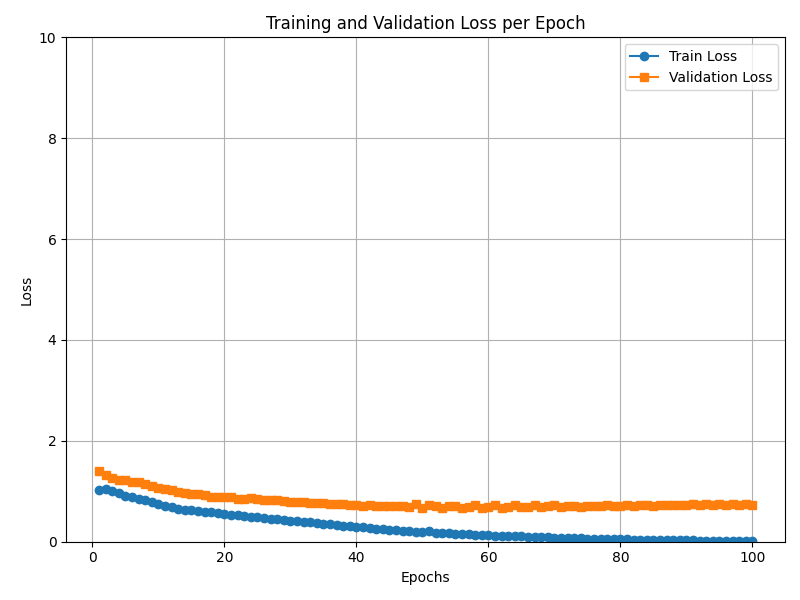 Training and Validation Loss per Epoch
Train Loss
Validation Loss
10
8
6
4
2
0
Loss
0 20 40 60 80 100
Epochs